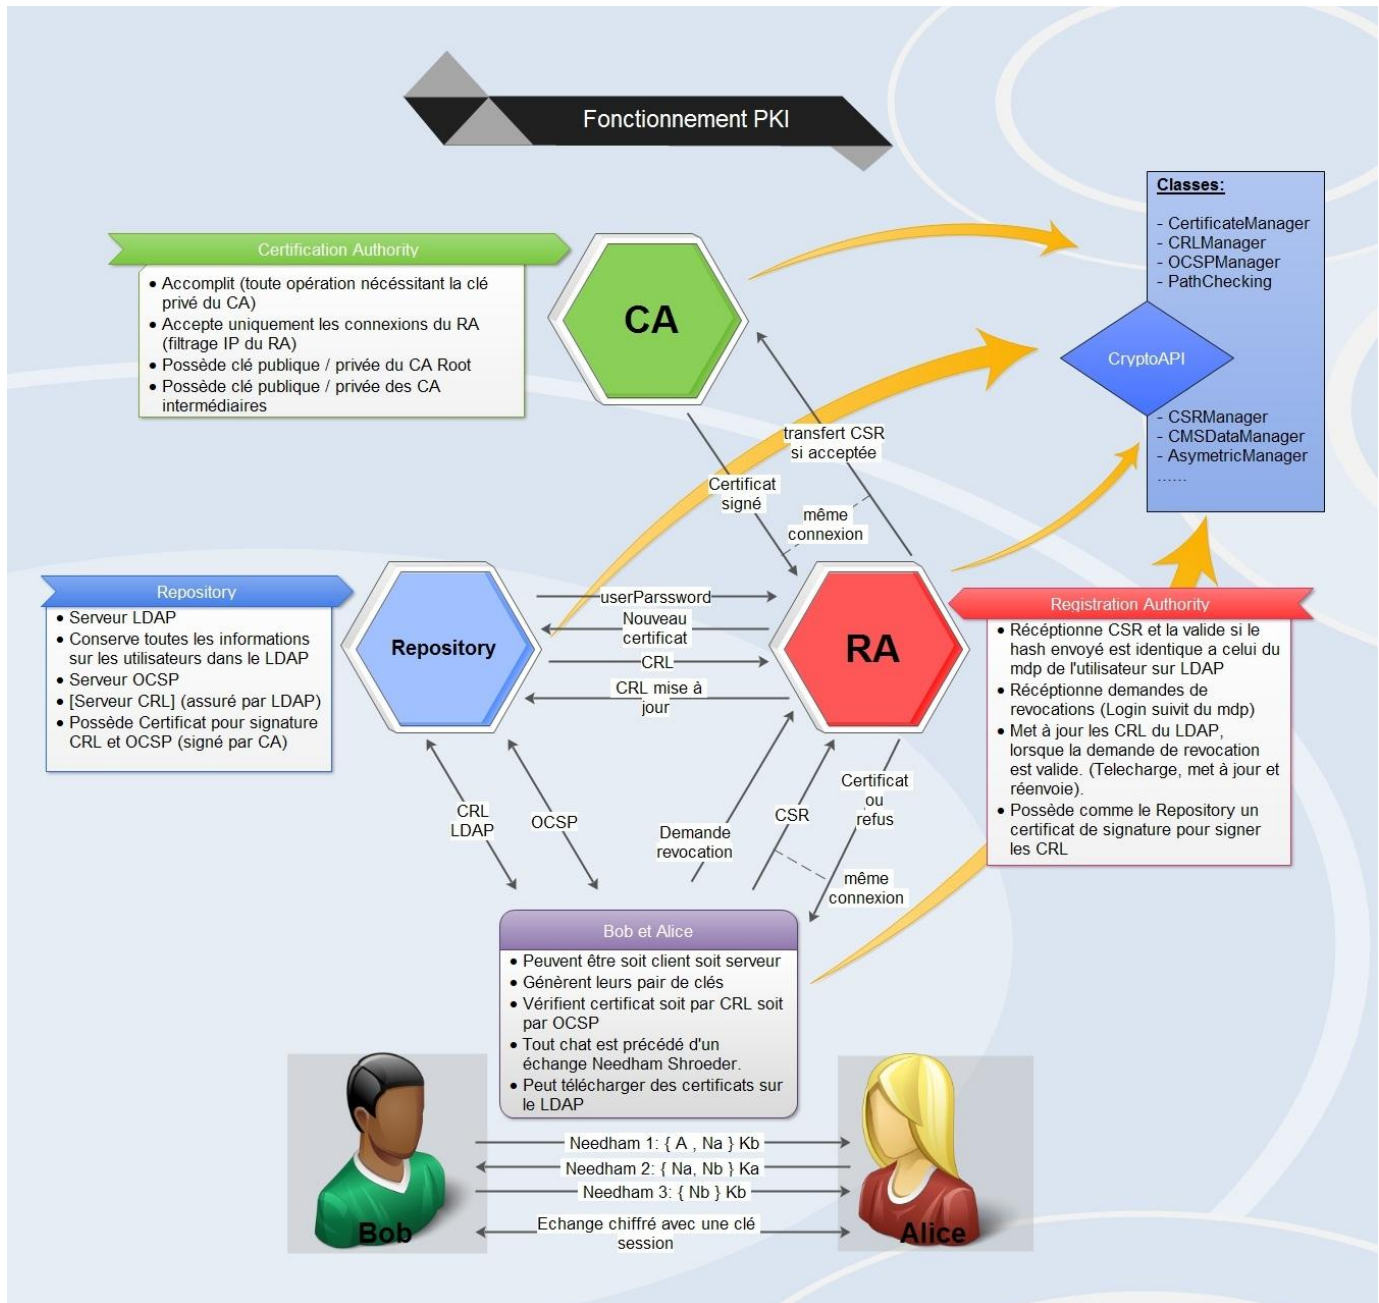 Fonctionnement PKI
Classes:
- CertificateManager
- CRLManager
- OCSPManager
- PathChecking
CryptoAPI
- CSRManager
- CMSDataManager
- AsymetricManager
......
Certification Authority
• Accomplit (toute opération nécéssitant la clé
privé du CA)
• Accepte uniquement les connexions du RA
(filtrage IP du RA)
• Possède clé publique / privée du CA Root
• Possède clé publique / privée des CA
intermédiaires
CA
transfert CSR
si acceptée
Certificat
signé
même
connexion
Repository
• Serveur LDAP
• Conserve toutes les informations
sur les utilisateurs dans le LDAP
• Serveur OCSP
• [Serveur CRL] (assuré par LDAP)
• Possède Certificat pour signature
CRL et OCSP (signé par CA)
Repository
userParssword
Nouveau
certificat
CRL
CRL mise à
jour
RA
Registration Authority
• Récéptionne CSR et la valide si le
hash envoyé est identique a celui du
mdp de l'utilisateur sur LDAP
• Récéptionne demandes de
revocations (Login suivit du mdp)
• Met à jour les CRL du LDAP,
lorsque la demande de revocation
est valide. (Telecharge, met à jour et
réenvoie).
• Possède comme le Repository un
certificat de signature pour signer
les CRL
CRL
LDAP
OCSP
Demande
revocation
CSR
Certificat
ou
refus
même
connexion
Bob et Alice
• Peuvent être soit client soit serveur
• Génèrent leurs pair de clés
• Vérifient certificat soit par CRL soit
par OCSP
• Tout chat est précédé d'un
échange Needham Shroeder.
• Peut télécharger des certificats sur
le LDAP
Needham 1: { A , Na } Kb
Needham 2: { Na, Nb } Ka
Needham 3: { Nb } Kb
Echange chiffré avec une clé
session
Bob
Alice